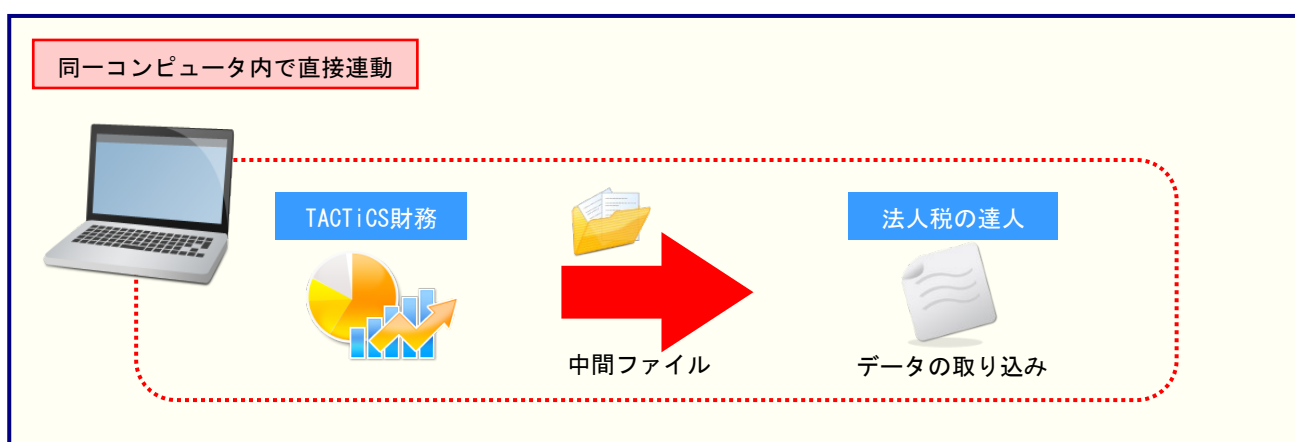 同一コンピュータ内で直接連動
TACTiCS財務
法人税の達人
中間ファイル
データの取り込み